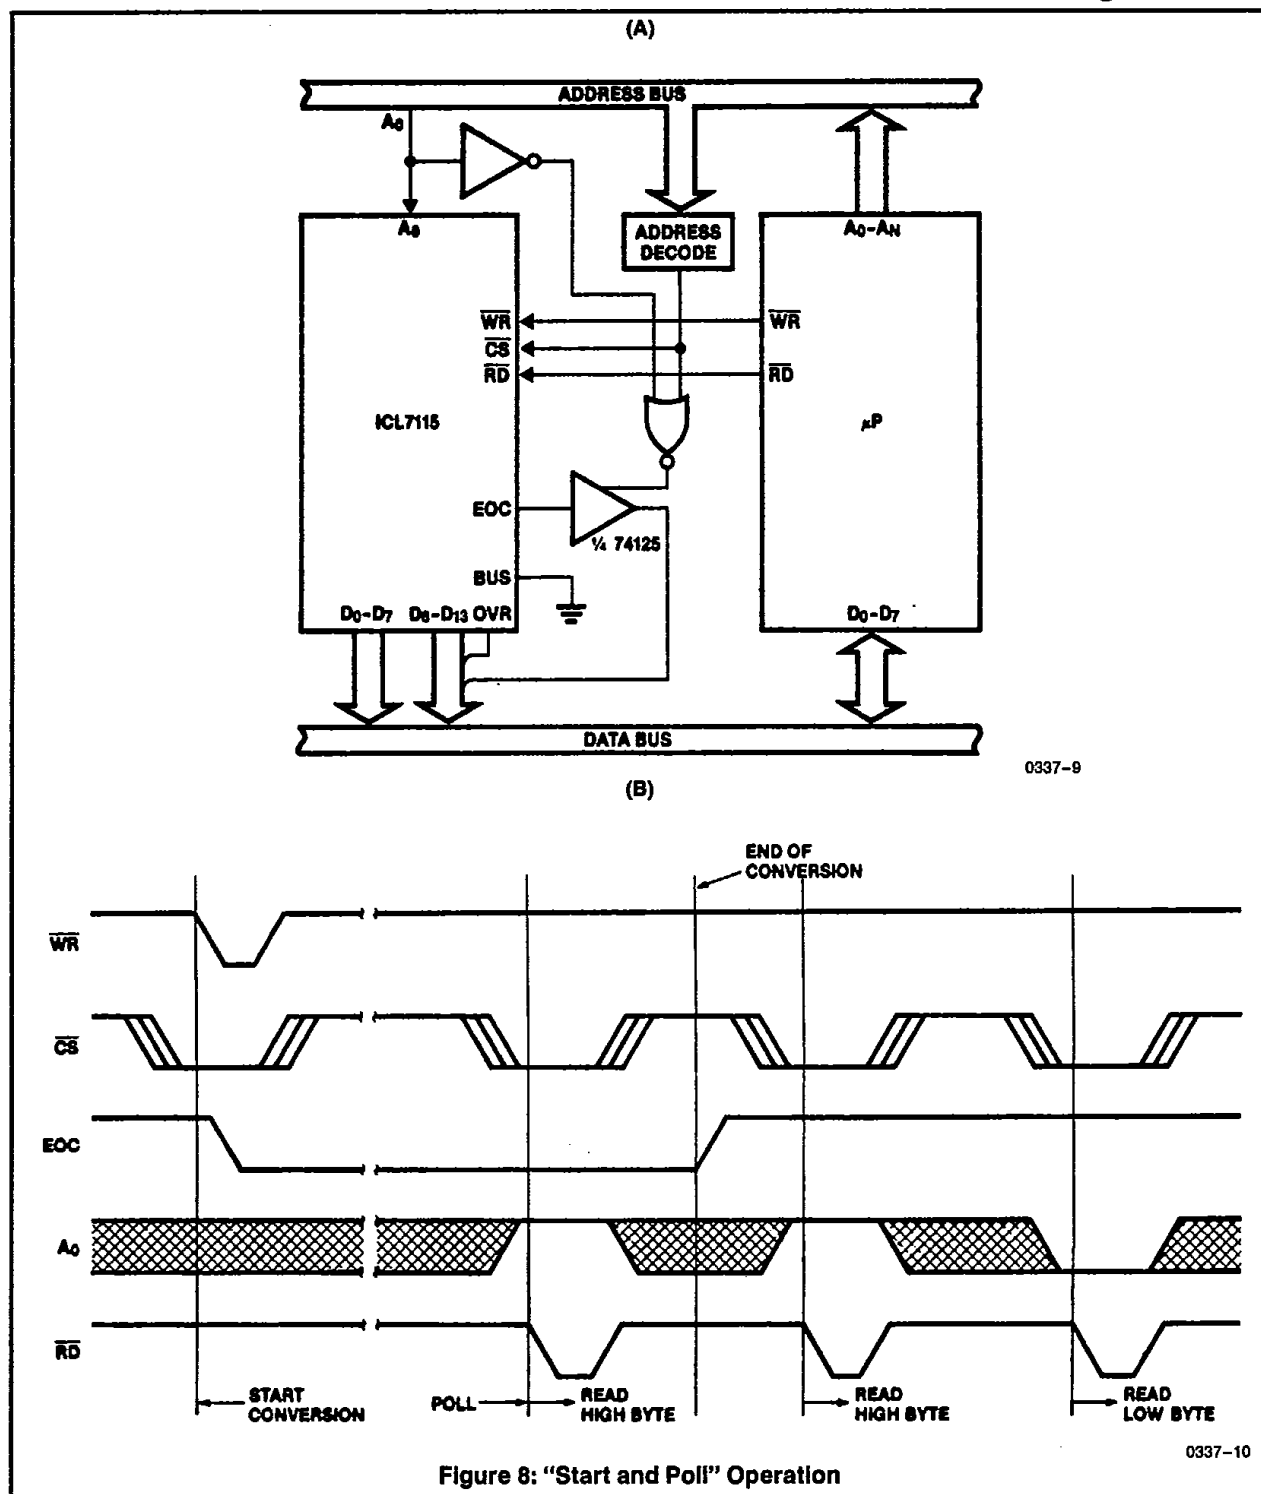 (A)
ADDRESS BUS
A₀
A₀
ADDRESS
DECODE
A₀-A_N
WR
WR
CS
RD
RD
ICL7115
μP
EOC
¼ 74125
BUS
D₀-D₇ D₈-D₁₃ OVR
D₀-D₇
DATA BUS
0337-9
(B)
END OF
CONVERSION
WR
CS
EOC
A₀
RD
START
CONVERSION
POLL
READ
HIGH BYTE
READ
HIGH BYTE
READ
LOW BYTE
0337-10
Figure 8: "Start and Poll" Operation